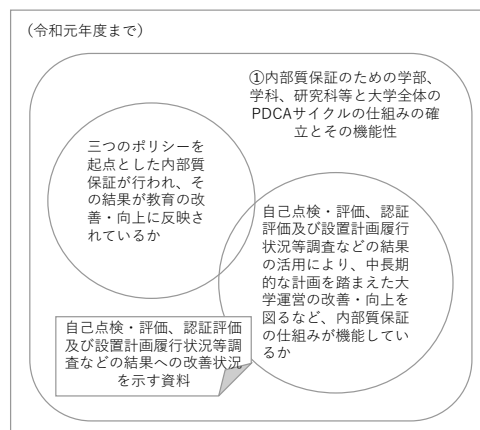 （令和元年度まで）
①内部質保証のための学部、
学科、研究科等と大学全体の
PDCAサイクルの仕組みの確
立とその機能性
三つのポリシーを
起点とした内部質
保証が行われ、そ
の結果が教育の改
善・向上に反映さ
れているか
自己点検・評価、認証
評価及び設置計画履行
状況等調査などの結果
の活用により、中長期
的な計画を踏まえた大
学運営の改善・向上を
図るなど、内部質保証
の仕組みが機能してい
るか
自己点検・評価、認証評価
及び設置計画履行状況等調
査などの結果への改善状況
を示す資料